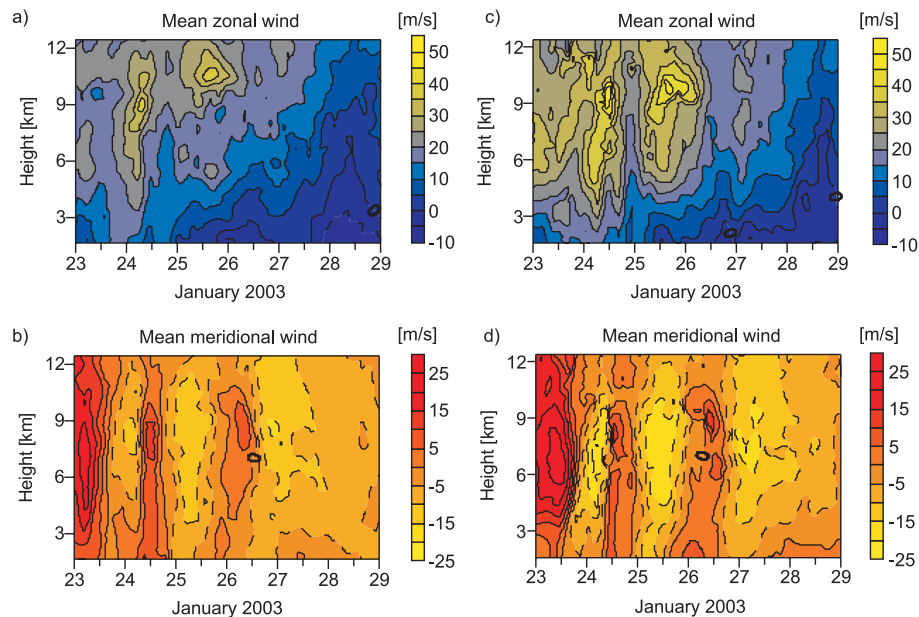 a) Mean zonal wind [m/s]
12
9
6
3
Height [km]
23 24 25 26 27 28 29
January 2003
50
40
30
20
10
0
-10
c) Mean zonal wind [m/s]
12
9
6
3
Height [km]
23 24 25 26 27 28 29
January 2003
50
40
30
20
10
0
-10
b) Mean meridional wind [m/s]
12
9
6
3
Height [km]
23 24 25 26 27 28 29
January 2003
25
15
5
-5
-15
-25
d) Mean meridional wind [m/s]
12
9
6
3
Height [km]
23 24 25 26 27 28 29
January 2003
25
15
5
-5
-15
-25